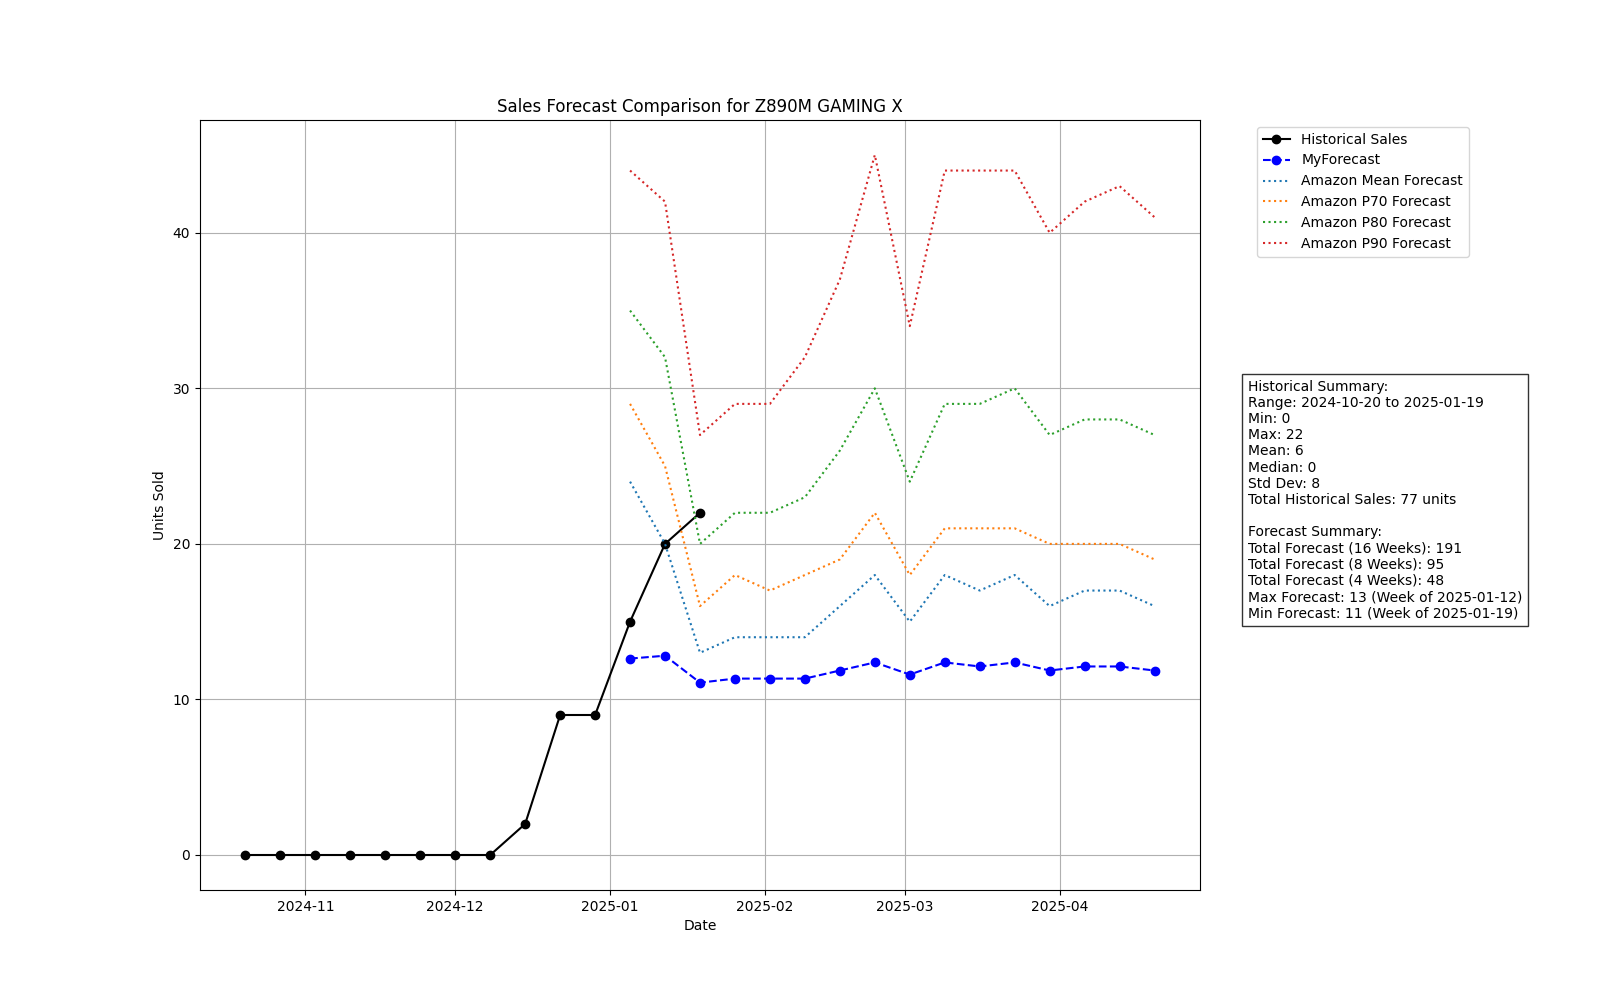 Sales Forecast Comparison for Z890M GAMING X
Historical Sales
MyForecast
Amazon Mean Forecast
Amazon P70 Forecast
Amazon P80 Forecast
Amazon P90 Forecast
40
30
20
10
0
Units Sold
2024-11
2024-12
2025-01
2025-02
2025-03
2025-04
Date
Historical Summary:
Range: 2024-10-20 to 2025-01-19
Min: 0
Max: 22
Mean: 6
Median: 0
Std Dev: 8
Total Historical Sales: 77 units
Forecast Summary:
Total Forecast (16 Weeks): 191
Total Forecast (8 Weeks): 95
Total Forecast (4 Weeks): 48
Max Forecast: 13 (Week of 2025-01-12)
Min Forecast: 11 (Week of 2025-01-19)